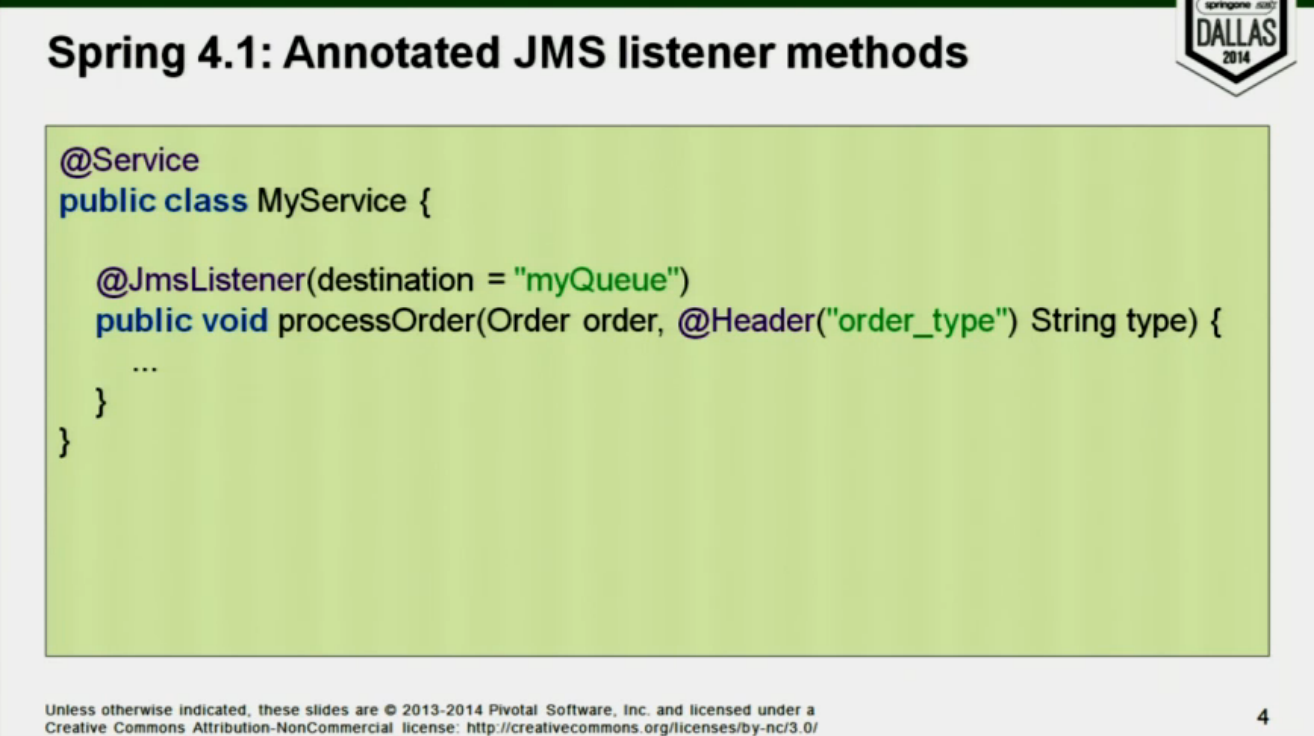 springone
DALLAS
2014
Spring 4.1: Annotated JMS listener methods
@Service
public class MyService {
@JmsListener(destination = "myQueue")
public void processOrder(Order order, @Header("order_type") String type) {
...
}
}
Unless otherwise indicated, these slides are © 2013-2014 Pivotal Software, Inc. and licensed under a
Creative Commons Attribution-NonCommercial license: http://creativecommons.org/licenses/by-nc/3.0/
4